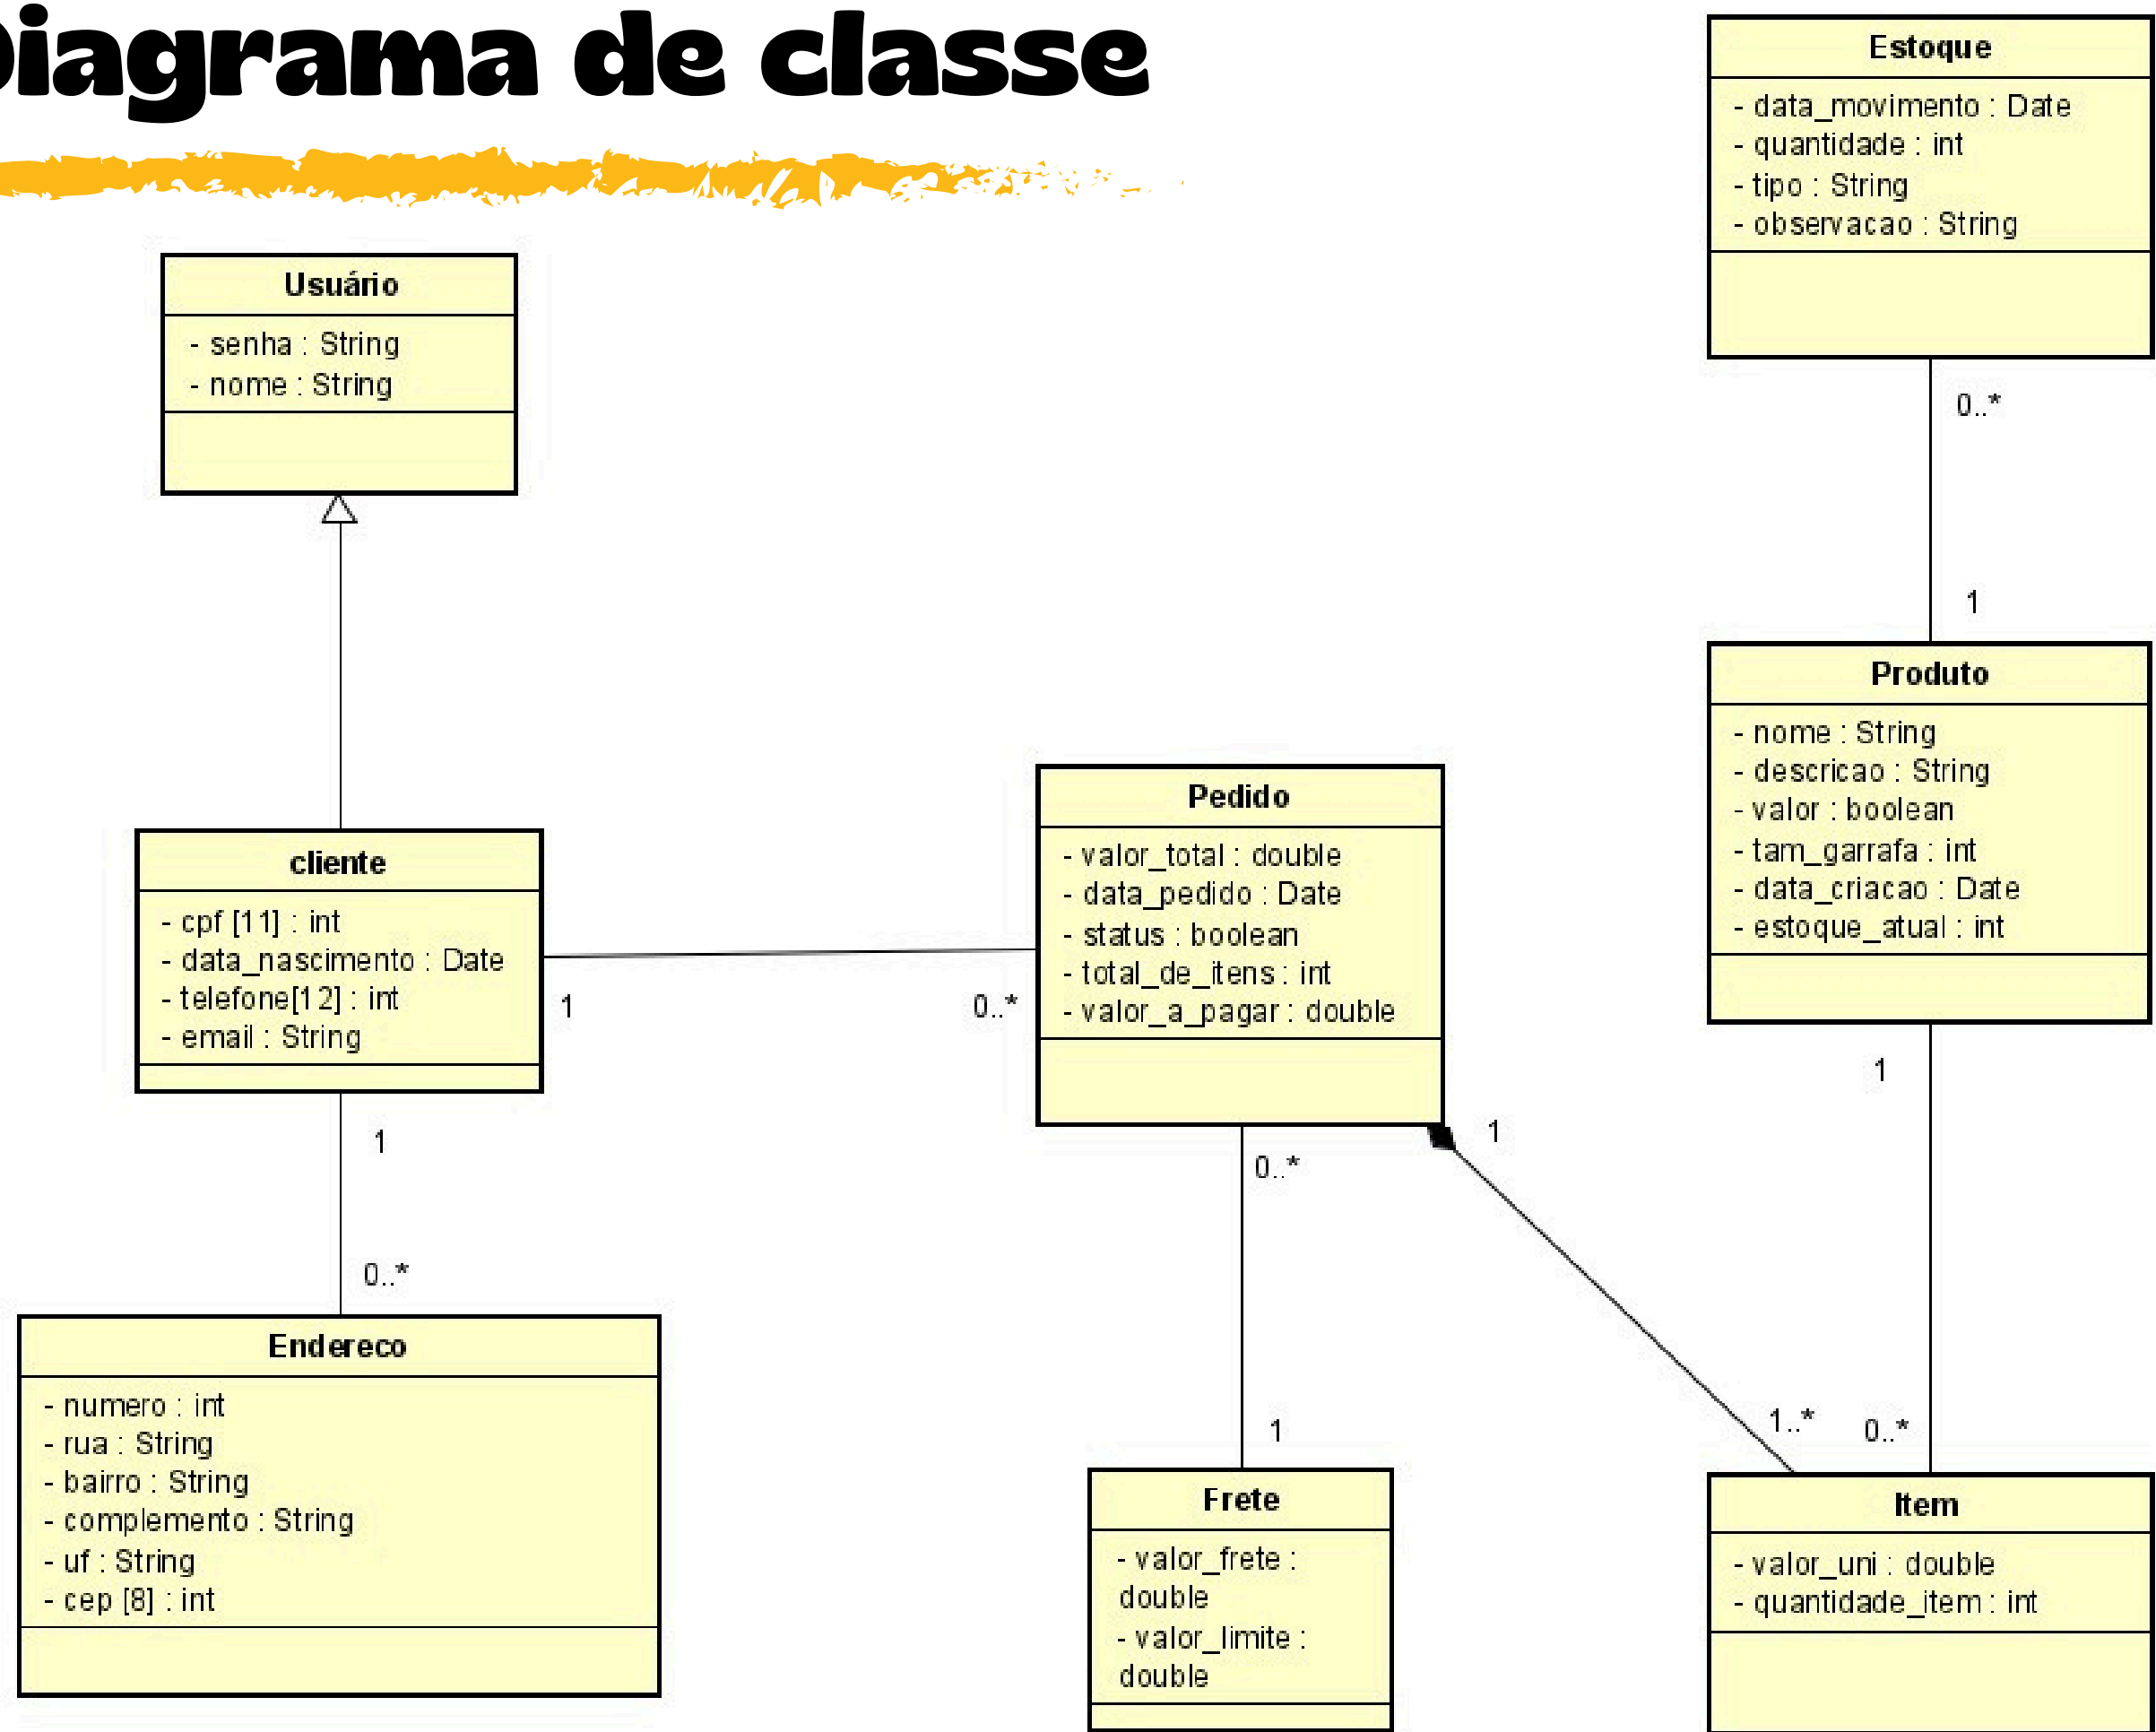 Diagrama de classe
Estoque
- data_movimento : Date
- quantidade : int
- tipo : String
- observacao : String
0..*
1
Usuário
- senha : String
- nome : String
Produto
- nome : String
- descricao : String
- valor : boolean
- tam_garrafa : int
- data_criacao : Date
- estoque_atual : int
1
0..*
cliente
- cpf [11] : int
- data_nascimento : Date
- telefone[12] : int
- email : String
1
0..*
Pedido
- valor_total : double
- data_pedido : Date
- status : boolean
- total_de_itens : int
- valor_a_pagar : double
1
1..*
0..*
1
1
0..*
Endereco
- numero : int
- rua : String
- bairro : String
- complemento : String
- uf : String
- cep [8] : int
Frete
- valor_frete :
double
- valor_limite :
double
Item
- valor_uni : double
- quantidade_item : int